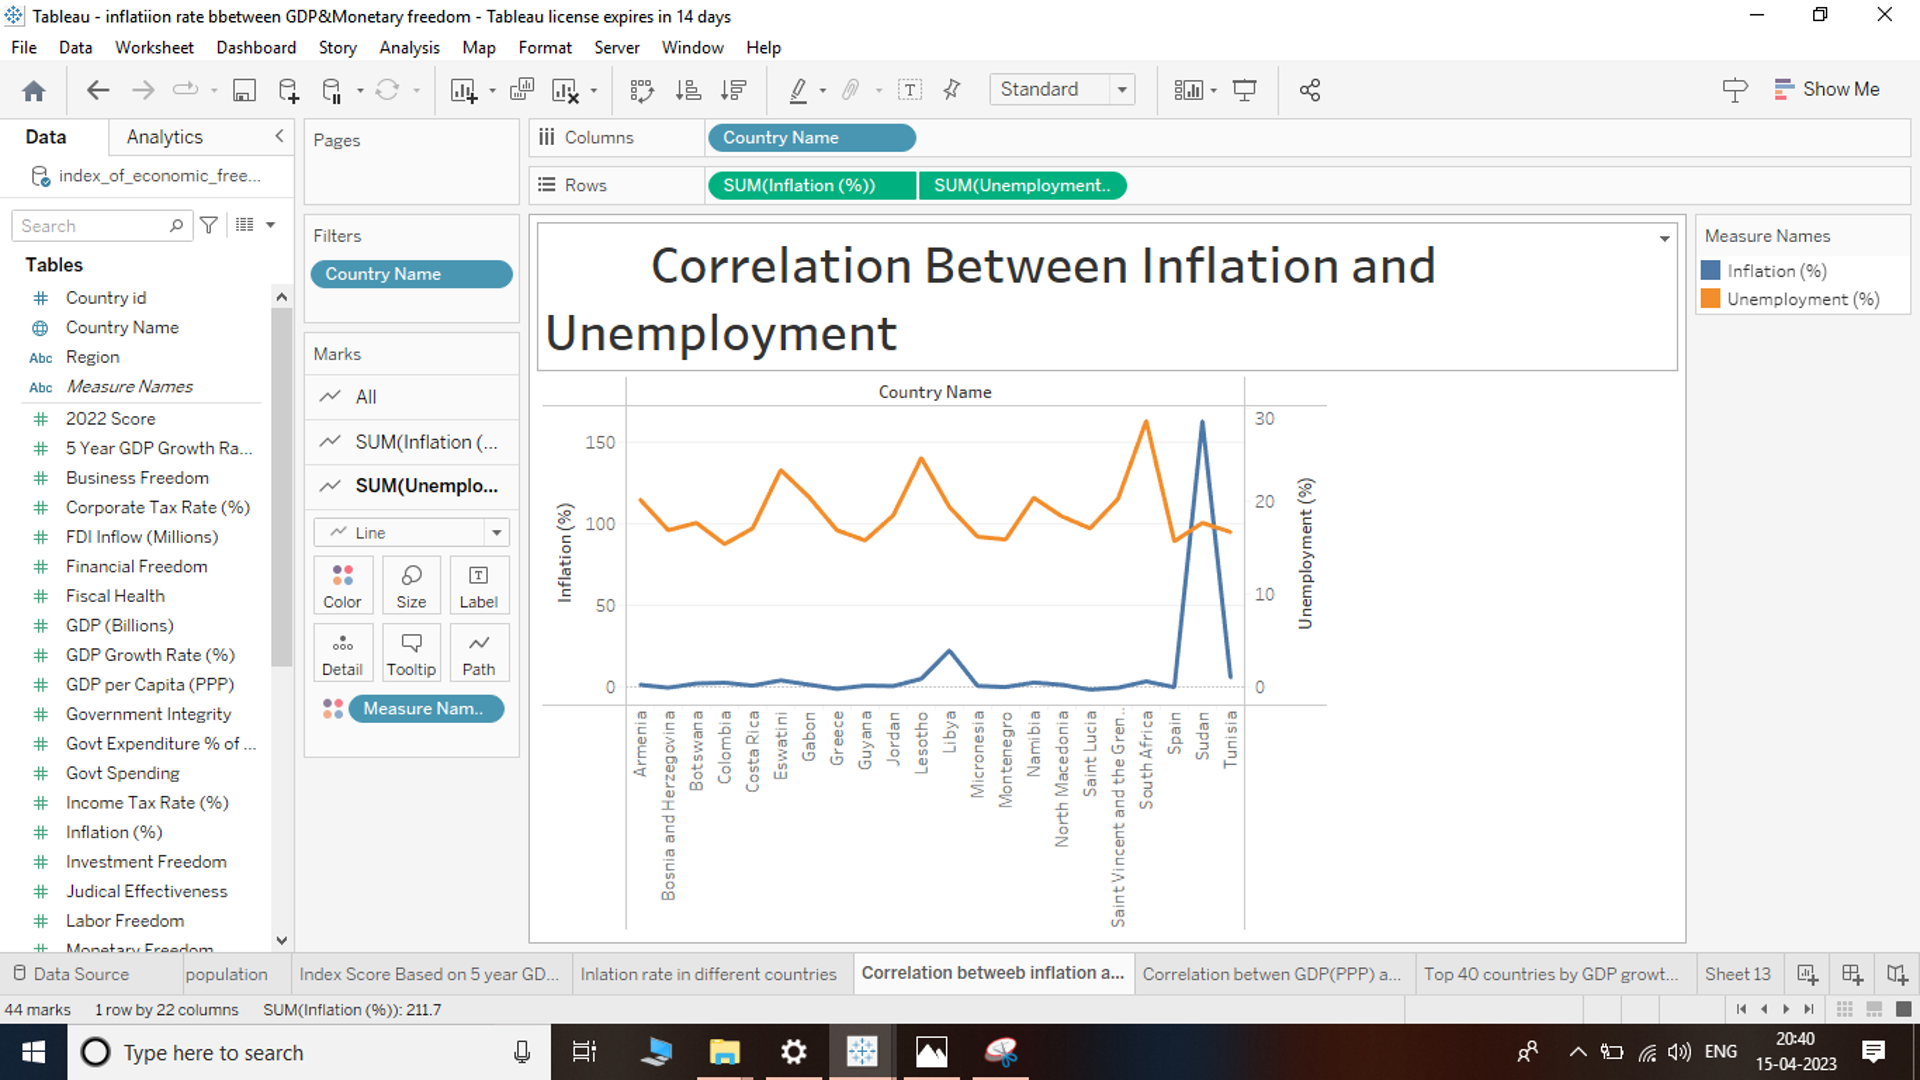 Tableau - inflatiion rate bbetween GDP&Monetary freedom - Tableau license expires in 14 days
File Data Worksheet Dashboard Story Analysis Map Format Server Window Help
Standard
Show Me
Data Analytics
Pages
Columns
Country Name
index_of_economic_free...
Rows
SUM(Inflation (%)) SUM(Unemployment..
Search
Filters
Country Name
Correlation Between Inflation and
Unemployment
Measure Names
Inflation (%)
Unemployment (%)
Tables
Country id
Country Name
Abc Region
Abc Measure Names
2022 Score
5 Year GDP Growth Ra...
Business Freedom
Corporate Tax Rate (%)
FDI Inflow (Millions)
Financial Freedom
Fiscal Health
GDP (Billions)
GDP Growth Rate (%)
GDP per Capita (PPP)
Government Integrity
Govt Expenditure % of ...
Govt Spending
Income Tax Rate (%)
Inflation (%)
Investment Freedom
Judical Effectiveness
Labor Freedom
Monetary Freedom
Marks
All
SUM(Inflation (...
SUM(Unemplo...
Line
Color Size Label
Detail Tooltip Path
Measure Nam..
Country Name
150
100
50
0
Inflation (%)
30
20
10
0
Unemployment (%)
Armenia
Bosnia and Herzegovina
Botswana
Colombia
Costa Rica
Eswatini
Gabon
Greece
Guyana
Jordan
Lesotho
Libya
Micronesia
Montenegro
Namibia
North Macedonia
Saint Lucia
Saint Vincent and the Gren..
South Africa
Spain
Sudan
Tunisia
Data Source population Index Score Based on 5 year GD... Inlation rate in different countries Correlation betweeb inflation a... Correlation betwen GDP(PPP) a... Top 40 countries by GDP growt... Sheet 13
44 marks 1 row by 22 columns SUM(Inflation (%)): 211.7
Type here to search
ENG
20:40
15-04-2023